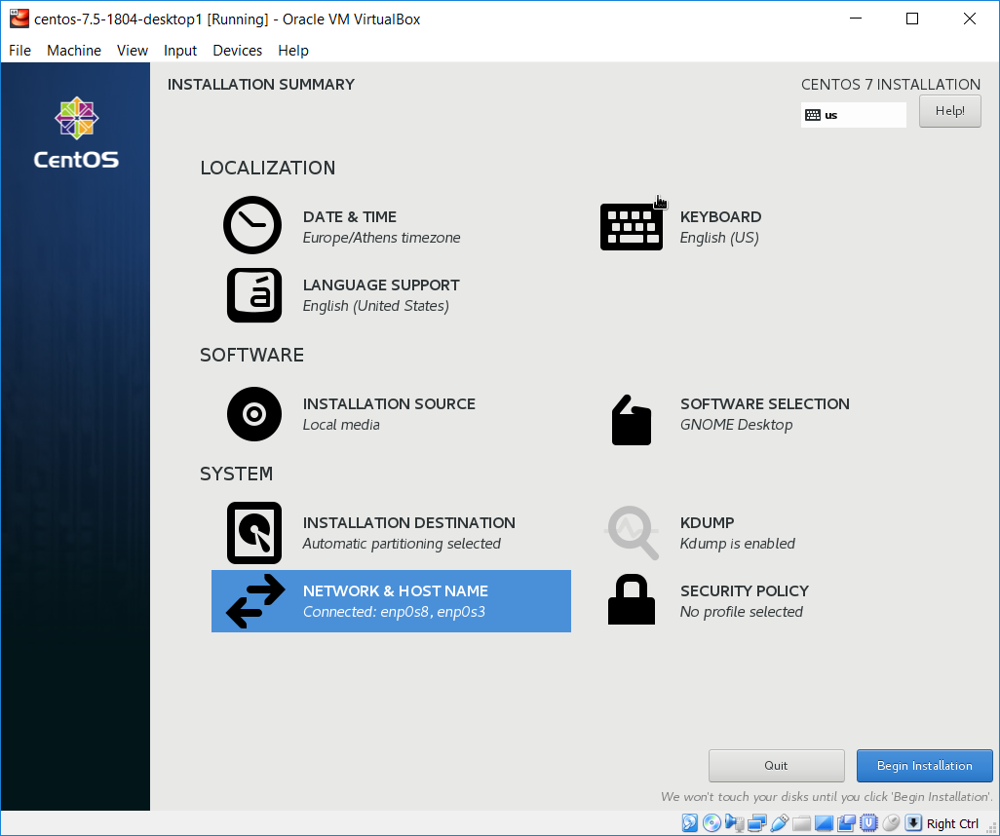 centos-7.5-1804-desktop1 [Running] - Oracle VM VirtualBox
File Machine View Input Devices Help
CentOS
INSTALLATION SUMMARY
CENTOS 7 INSTALLATION
us
Help!
LOCALIZATION
DATE & TIME
Europe/Athens timezone
KEYBOARD
English (US)
LANGUAGE SUPPORT
English (United States)
SOFTWARE
INSTALLATION SOURCE
Local media
SOFTWARE SELECTION
GNOME Desktop
SYSTEM
INSTALLATION DESTINATION
Automatic partitioning selected
KDUMP
Kdump is enabled
NETWORK & HOST NAME
Connected: enp0s8, enp0s3
SECURITY POLICY
No profile selected
Quit
Begin Installation
We won't touch your disks until you click 'Begin Installation'.
Right Ctrl